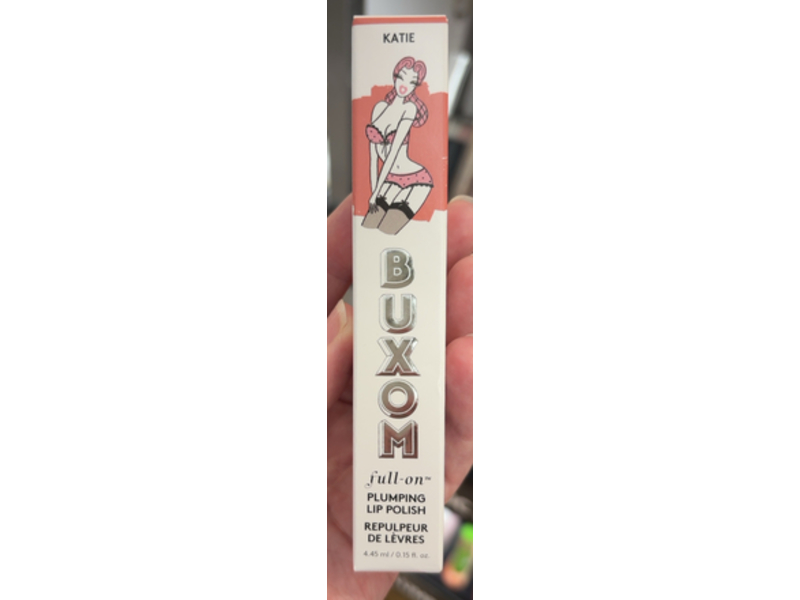 KATIE
BUXOM
full-on™
PLUMPING
LIP POLISH
REPULPEUR
DE LÈVRES
4.45 ml / 0.15 fl. oz.